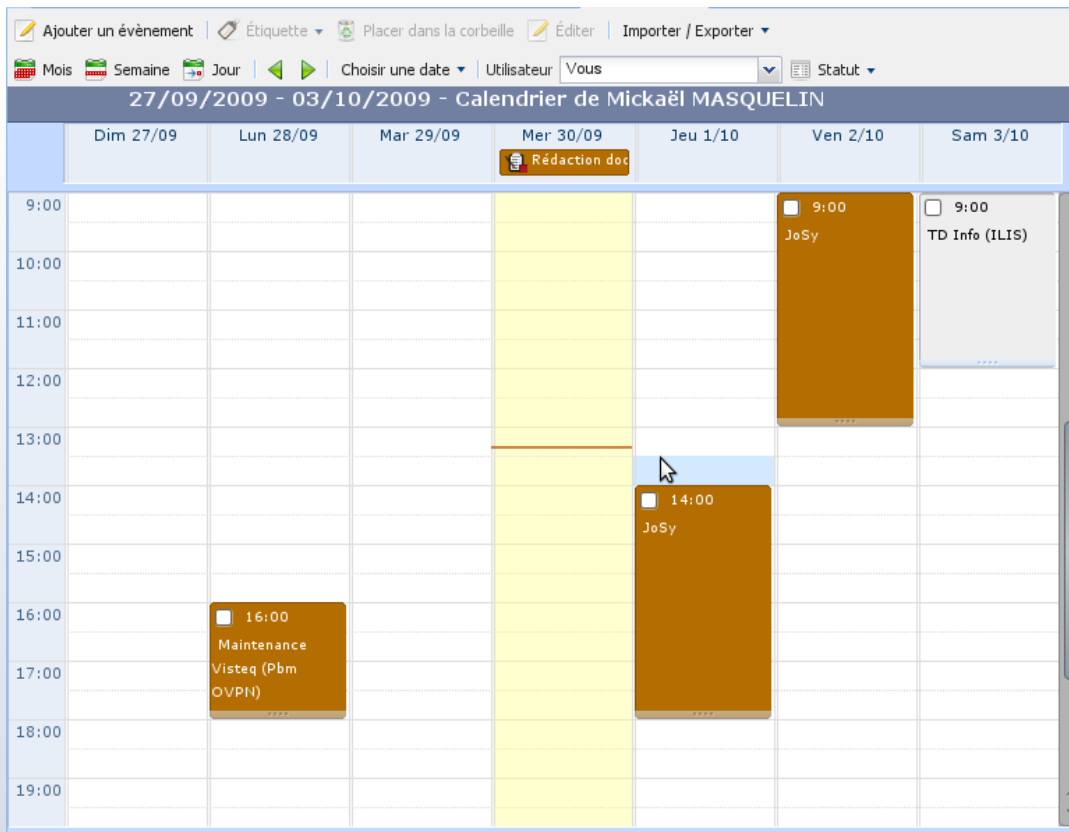 Ajouter un évènement Étiquette Placer dans la corbeille Éditer Importer / Exporter
Mois Semaine Jour Choisir une date Utilisateur Vous Statut
27/09/2009 - 03/10/2009 - Calendrier de Mickaël MASQUELIN
Dim 27/09 Lun 28/09 Mar 29/09 Mer 30/09 Jeu 1/10 Ven 2/10 Sam 3/10
Rédaction doc
9:00 9:00 9:00
JoSy TD Info (ILIS)
10:00
11:00
12:00
13:00
14:00 14:00
JoSy
15:00
16:00 16:00
Maintenance
17:00 Visteq (Pbm
OVPN)
18:00
19:00